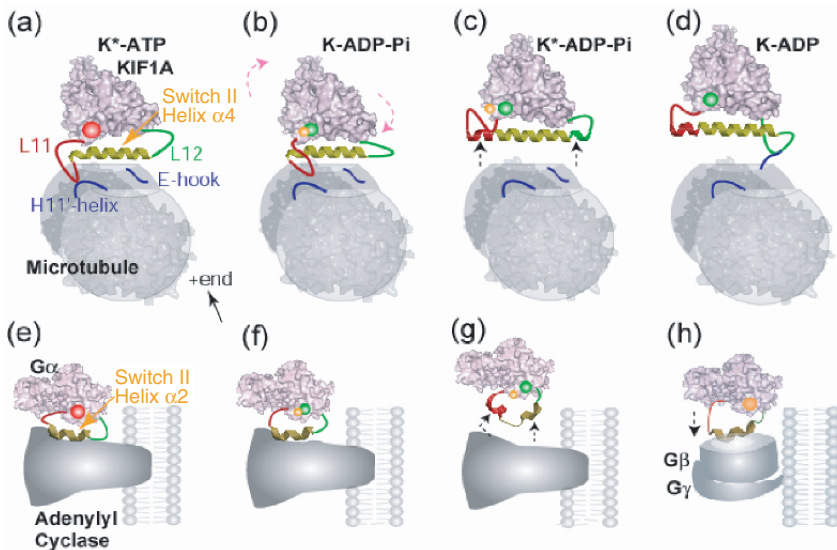 (a)
K*-ATP
KIF1A
Switch II
Helix α4
L11
L12
E-hook
H11'-helix
Microtubule
+end
(b)
K-ADP-Pi
(c)
K*-ADP-Pi
(d)
K-ADP
(e)
Gα
Switch II
Helix α2
Adenylyl
Cyclase
(f)
(g)
(h)
Gβ
Gγ